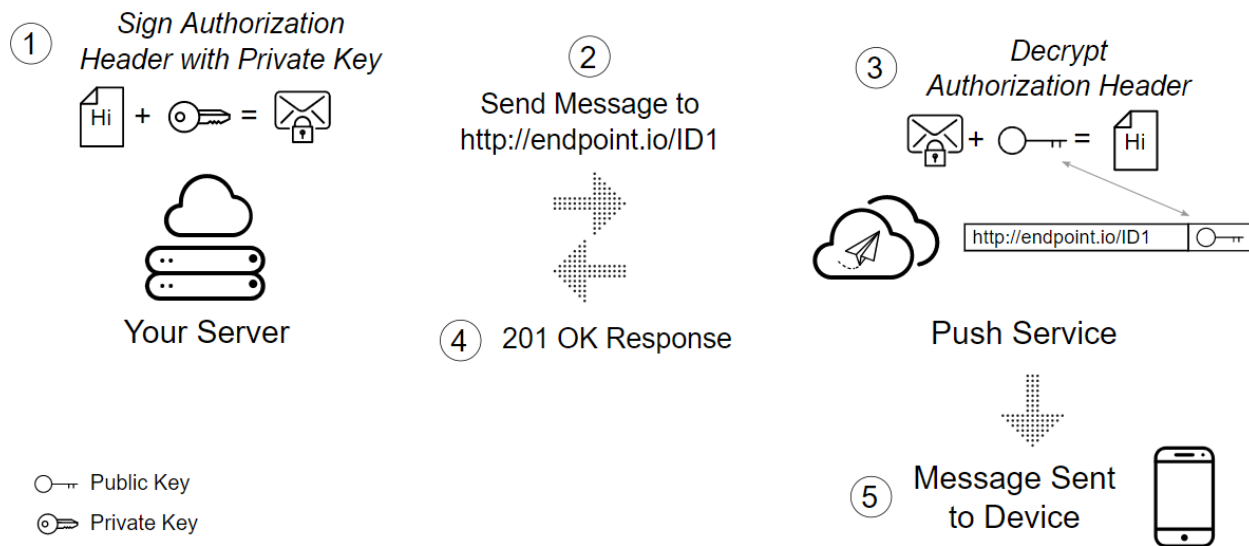 1
Sign Authorization
Header with Private Key
Hi + =
2
Send Message to
http://endpoint.io/ID1
3
Decrypt
Authorization Header
+ = Hi
http://endpoint.io/ID1
Your Server
4
201 OK Response
Push Service
5
Message Sent
to Device
Public Key
Private Key